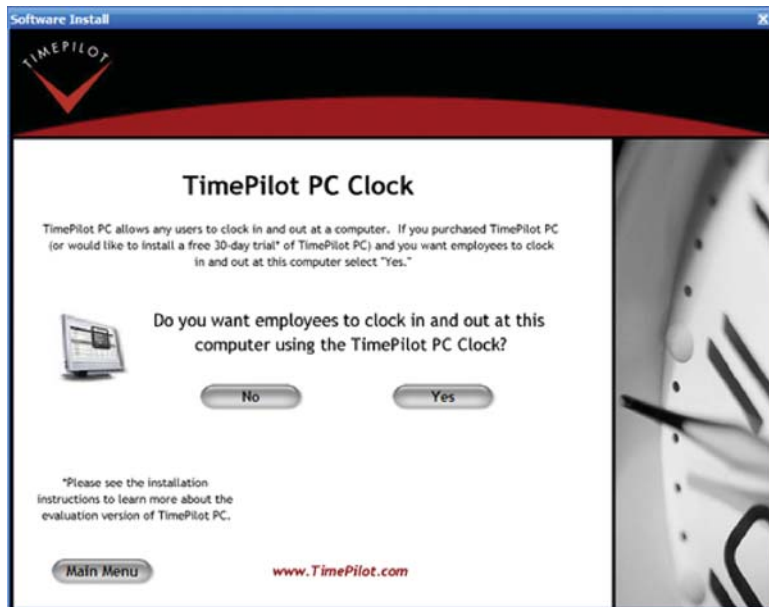 Software Install
TIMEPILOT
TimePilot PC Clock
TimePilot PC allows any users to clock in and out at a computer. If you purchased TimePilot PC
(or would like to install a free 30-day trial* of TimePilot PC) and you want employees to clock
in and out at this computer select "Yes."
Do you want employees to clock in and out at this
computer using the TimePilot PC Clock?
No
Yes
*Please see the installation
instructions to learn more about the
evaluation version of TimePilot PC.
Main Menu
www.TimePilot.com